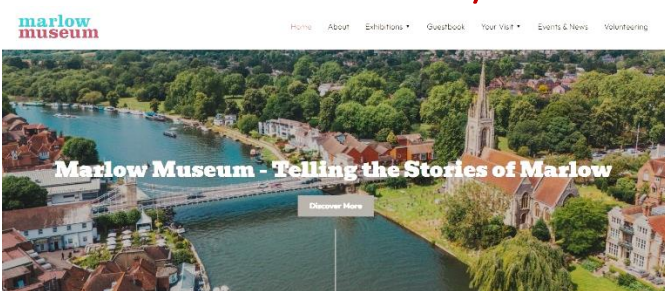 marlow
museum
Home About Exhibitions Guestbook Your Visit Events & News Volunteering
Marlow Museum - Telling the Stories of Marlow
Discover More